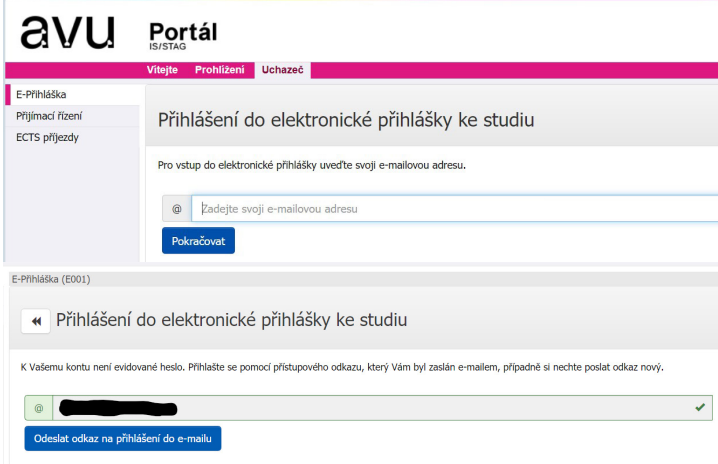 avu Portál
IS/STAG
Vítejte Prohlížení Uchazeč
E-Přihláška
Přijímací řízení
ECTS příjezdy
Přihlášení do elektronické přihlášky ke studiu
Pro vstup do elektronické přihlášky uveďte svoji e-mailovou adresu.
@ Zadejte svoji e-mailovou adresu
Pokračovat
E-Přihláška (E001)
Přihlášení do elektronické přihlášky ke studiu
K Vašemu kontu není evidované heslo. Přihlašte se pomocí přístupového odkazu, který Vám byl zaslán e-mailem, případně si nechte poslat odkaz nový.
@
Odeslat odkaz na přihlášení do e-mailu